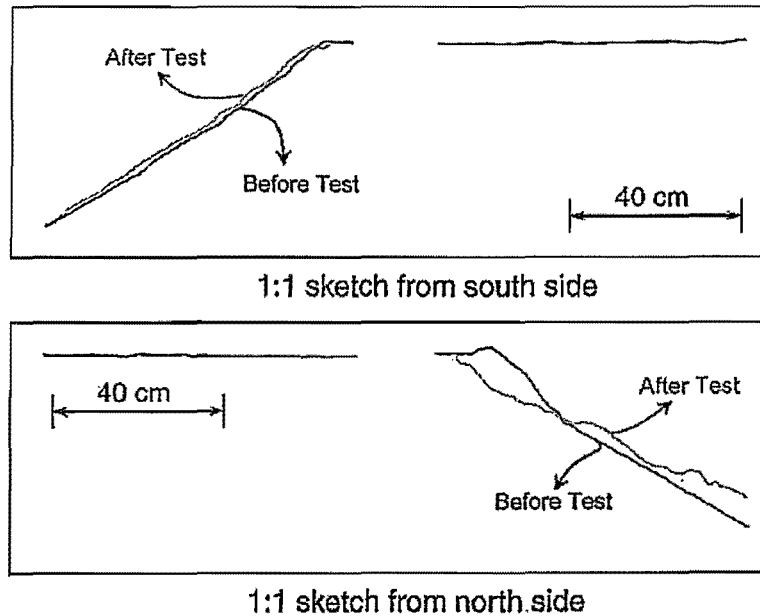 After Test
Before Test
40 cm
1:1 sketch from south side
40 cm
After Test
Before Test
1:1 sketch from north side